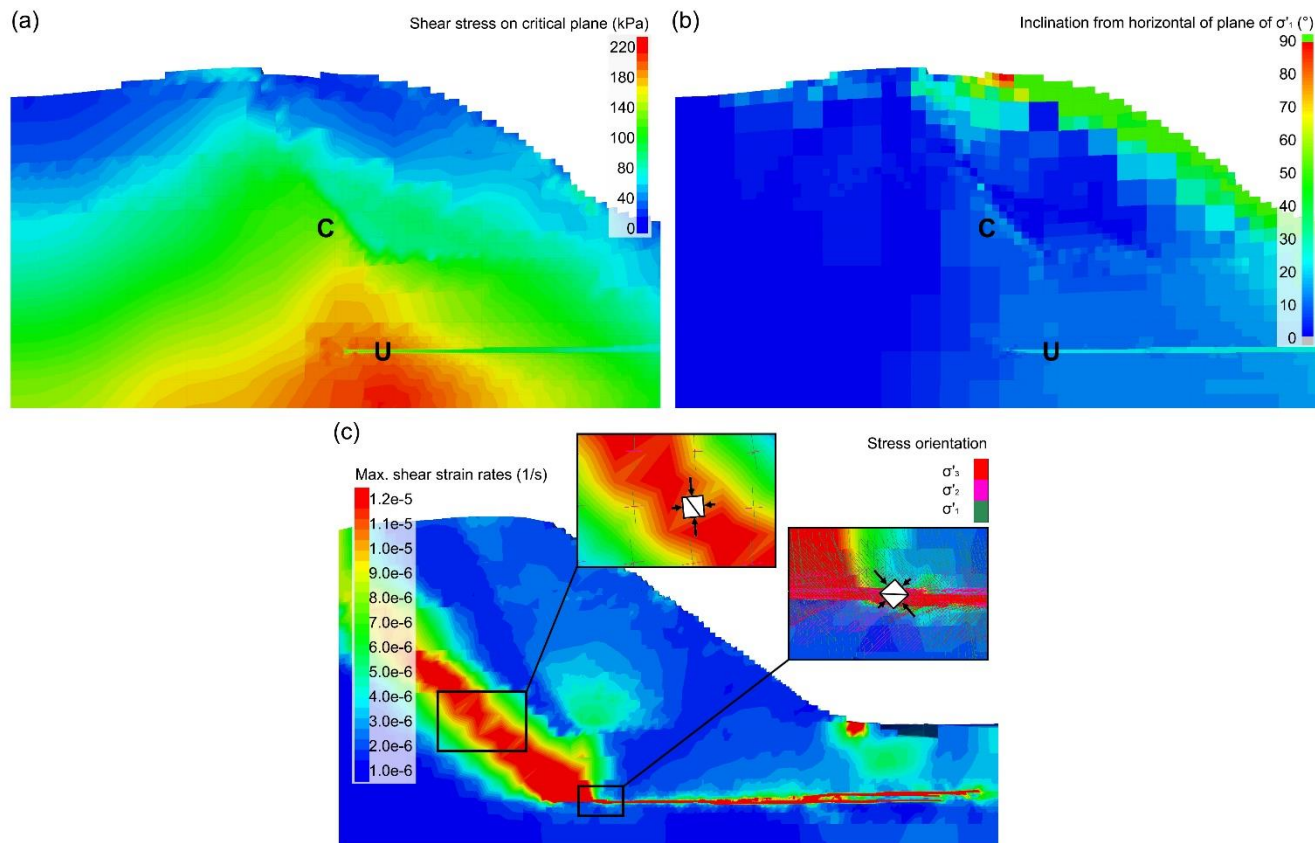 (a)
Shear stress on critical plane (kPa)
220
180
140
100
80
40
0
C
U
(b)
Inclination from horizontal of plane of σ'₁ (°)
90
80
70
60
50
40
30
20
10
0
C
U
(c)
Max. shear strain rates (1/s)
1.2e-5
1.1e-5
1.0e-5
9.0e-6
8.0e-6
7.0e-6
6.0e-6
5.0e-6
4.0e-6
3.0e-6
2.0e-6
1.0e-6
Stress orientation
σ'₃
σ'₂
σ'₁